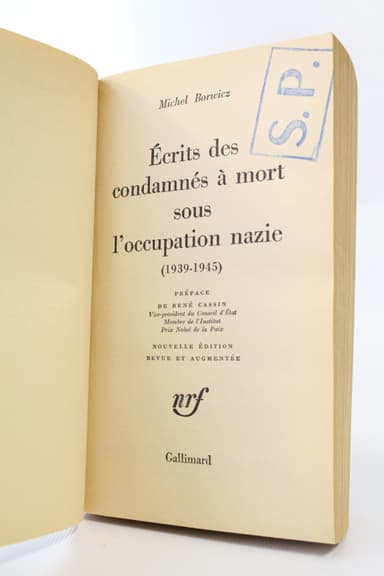 Michel Borwicz
S.P.
Écrits des
condamnés à mort
sous
l'occupation nazie
(1939-1945)
PRÉFACE
DE RENÉ CASSIN
Vice-président du Conseil d'État
Membre de l'Institut
Prix Nobel de la Paix
NOUVELLE ÉDITION
REVUE ET AUGMENTÉE
nrf
Gallimard